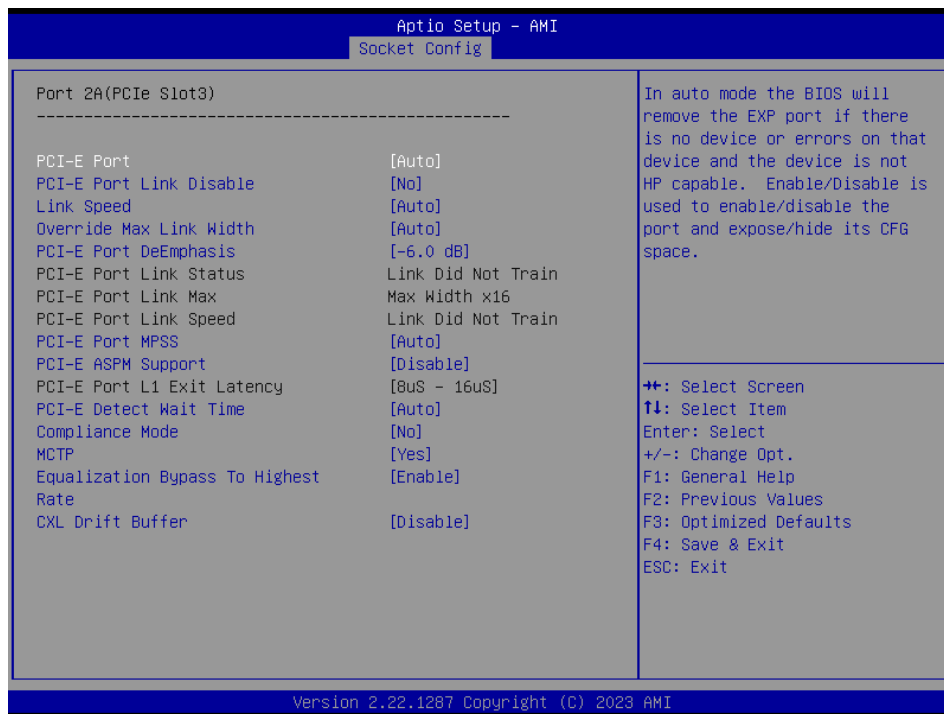 Aptio Setup – AMI
Socket Config
Port 2A(PCIe Slot3)
--------------------------------------------------
PCI-E Port [Auto]
PCI-E Port Link Disable [No]
Link Speed [Auto]
Override Max Link Width [Auto]
PCI-E Port DeEmphasis [-6.0 dB]
PCI-E Port Link Status Link Did Not Train
PCI-E Port Link Max Max Width x16
PCI-E Port Link Speed Link Did Not Train
PCI-E Port MPSS [Auto]
PCI-E ASPM Support [Disable]
PCI-E Port L1 Exit Latency [8uS - 16uS]
PCI-E Detect Wait Time [Auto]
Compliance Mode [No]
MCTP [Yes]
Equalization Bypass To Highest [Enable]
Rate
CXL Drift Buffer [Disable]
In auto mode the BIOS will
remove the EXP port if there
is no device or errors on that
device and the device is not
HP capable.  Enable/Disable is
used to enable/disable the
port and expose/hide its CFG
space.
→←: Select Screen
↑↓: Select Item
Enter: Select
+/-: Change Opt.
F1: General Help
F2: Previous Values
F3: Optimized Defaults
F4: Save & Exit
ESC: Exit
Version 2.22.1287 Copyright (C) 2023 AMI